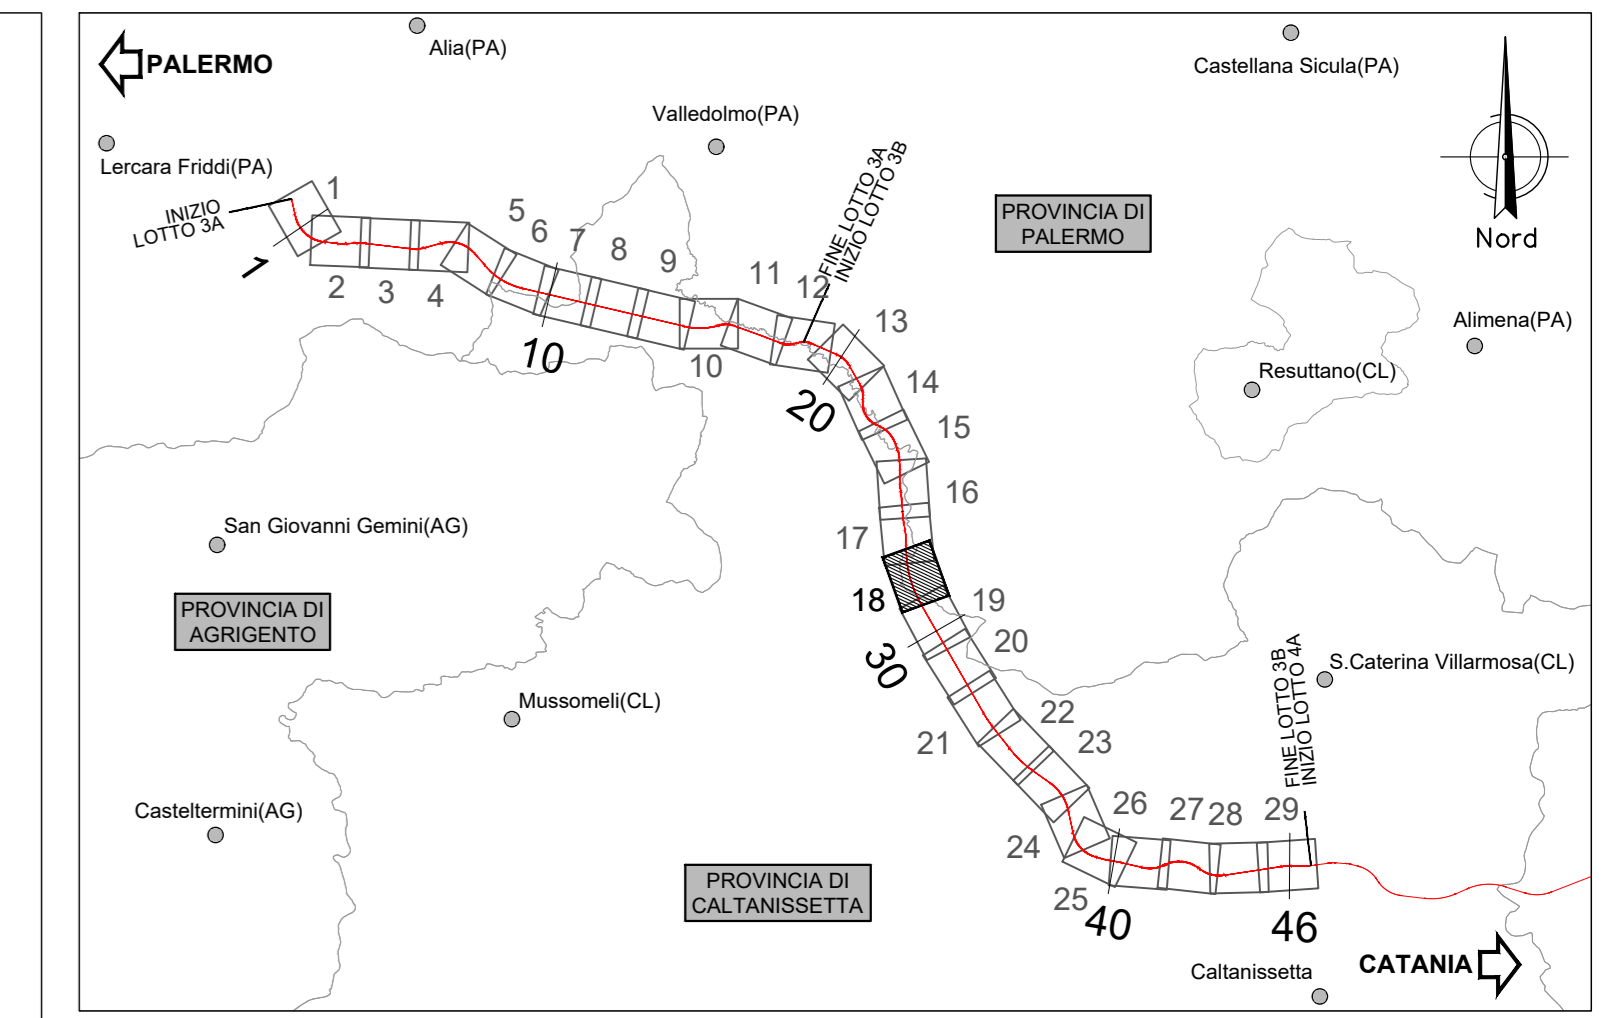 PALERMO
Alia(PA)
Castellana Sicula(PA)
Valledolmo(PA)
Lercara Friddi(PA)
Nord
PROVINCIA DI
PALERMO
INIZIO
LOTTO 3A
FINE LOTTO 3A
INIZIO LOTTO 3B
1
1
2
3
4
5
6
7
8
9
10
10
11
12
13
20
14
15
16
17
18
19
20
30
21
22
23
24
25
26
27
28
29
40
46
Alimena(PA)
Resuttano(CL)
San Giovanni Gemini(AG)
PROVINCIA DI
AGRIGENTO
Mussomeli(CL)
S.Caterina Villarmosa(CL)
FINE LOTTO 3B
INIZIO LOTTO 4A
Casteltermini(AG)
PROVINCIA DI
CALTANISSETTA
Caltanissetta
CATANIA